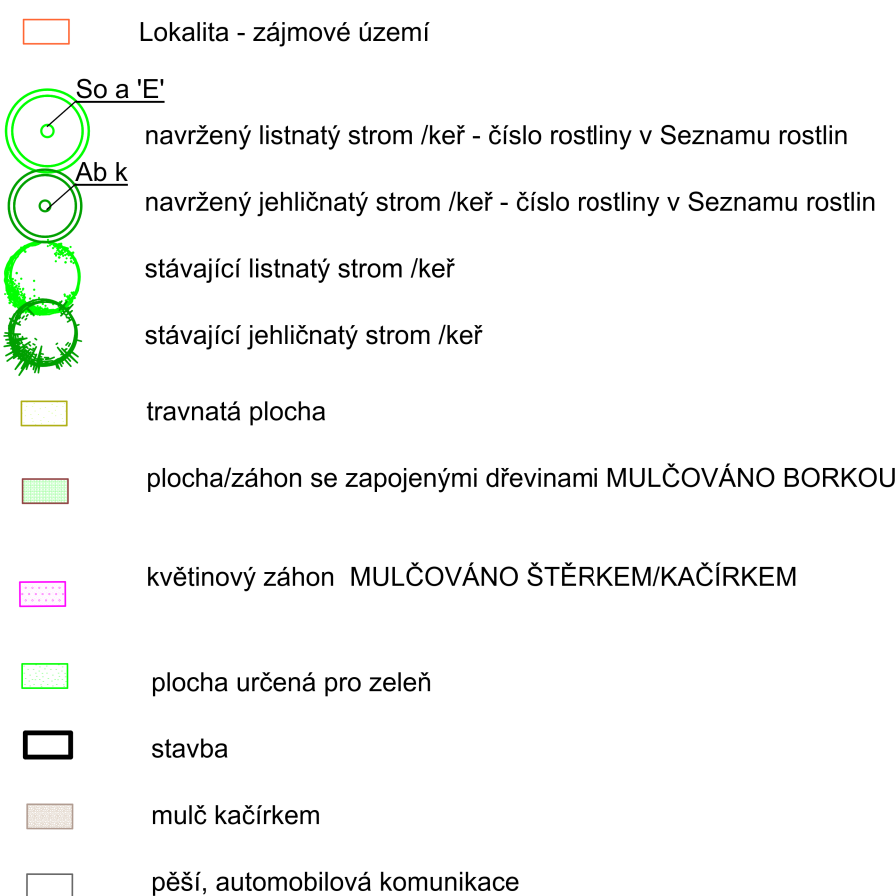 Lokalita - zájmové území
So a 'E'
navržený listnatý strom /keř - číslo rostliny v Seznamu rostlin
Ab k
navržený jehličnatý strom /keř - číslo rostliny v Seznamu rostlin
stávající listnatý strom /keř
stávající jehličnatý strom /keř
travnatá plocha
plocha/záhon se zapojenými dřevinami MULČOVÁNO BORKOU
květinový záhon  MULČOVÁNO ŠTĚRKEM/KAČÍRKEM
plocha určená pro zeleň
stavba
mulč kačírkem
pěší, automobilová komunikace